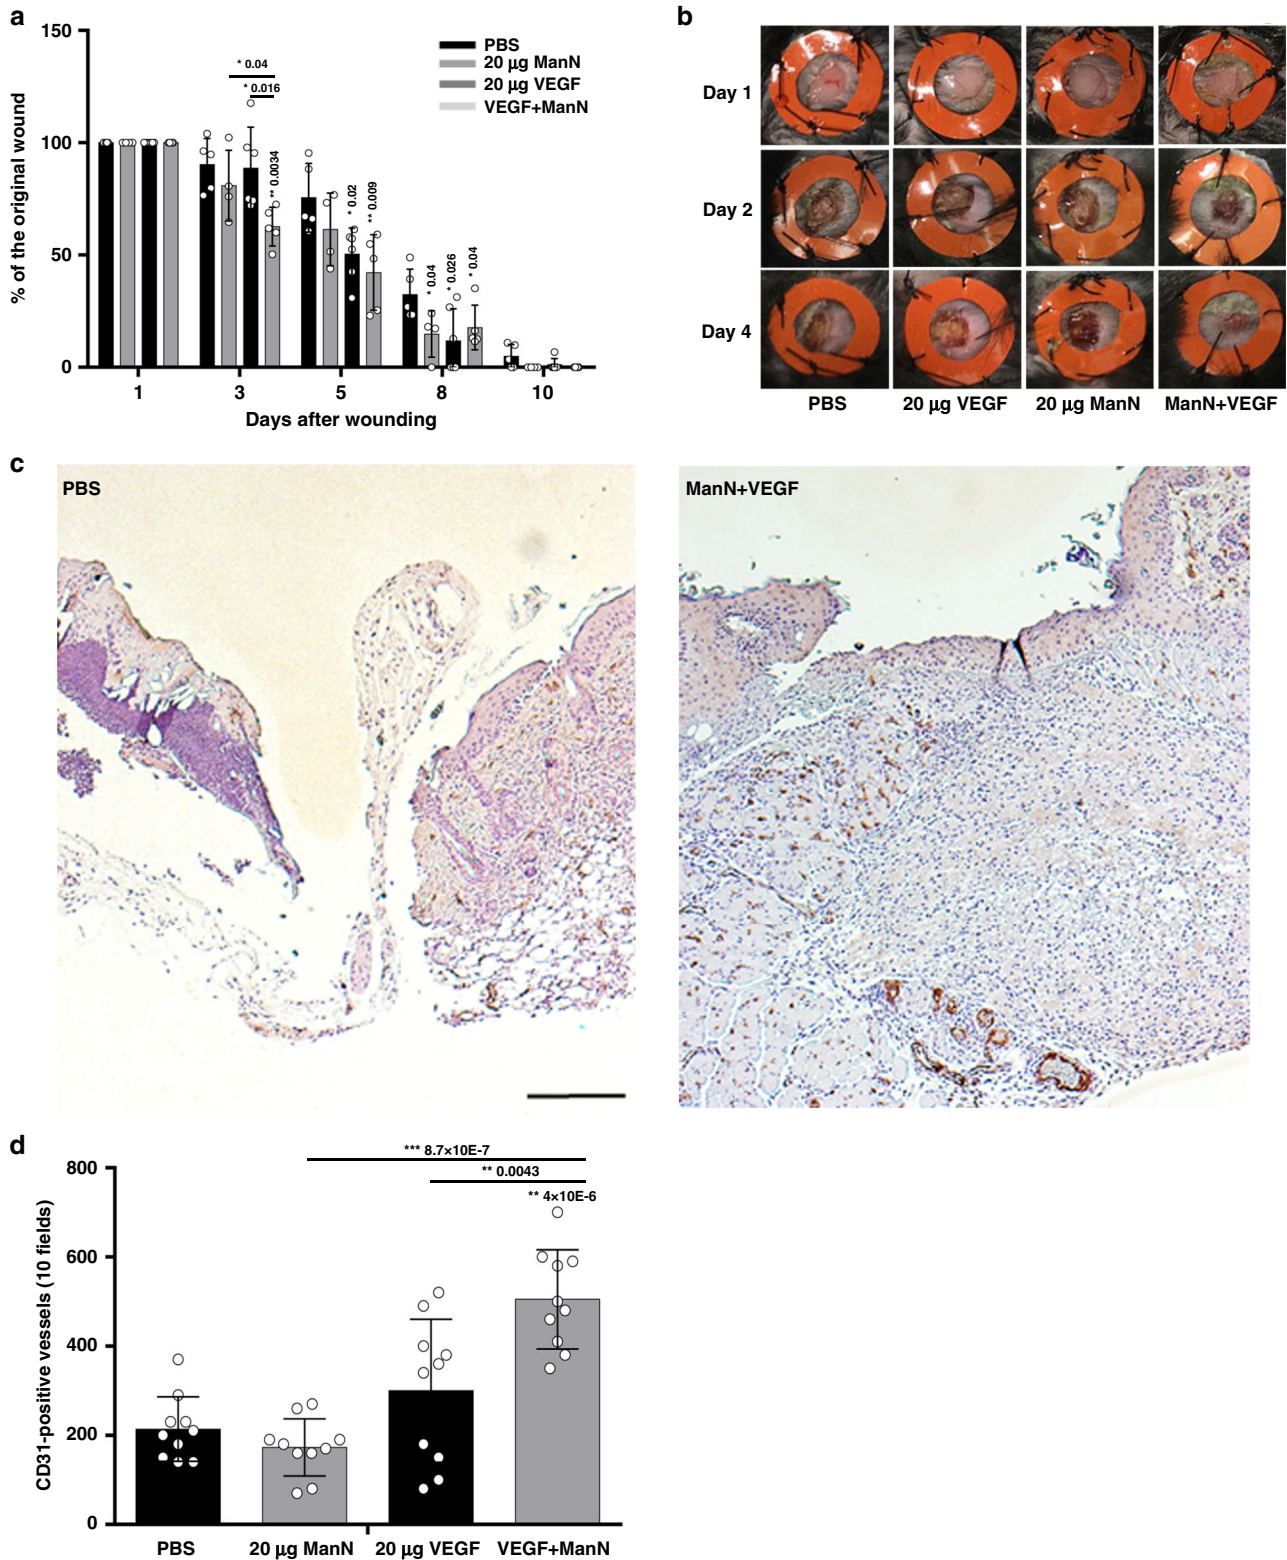 a
150
100
50
0
% of the original wound
PBS
20 µg ManN
20 µg VEGF
VEGF+ManN
* 0.04
* 0.016
** 0.0034
* 0.02
** 0.009
* 0.04
* 0.026
* 0.04
1 3 5 8 10
Days after wounding
b
Day 1
Day 2
Day 4
PBS 20 µg VEGF 20 µg ManN ManN+VEGF
c
PBS
ManN+VEGF
d
*** 8.7×10E-7
** 0.0043
** 4×10E-6
800
600
400
200
0
CD31-positive vessels (10 fields)
PBS 20 µg ManN 20 µg VEGF VEGF+ManN